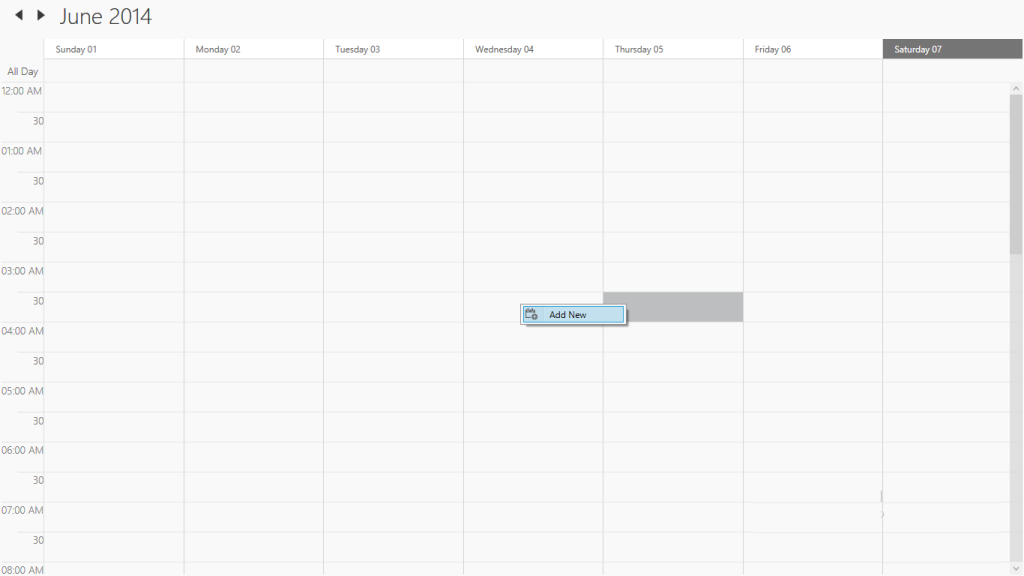 June 2014
Sunday 01 Monday 02 Tuesday 03 Wednesday 04 Thursday 05 Friday 06 Saturday 07
All Day
12:00 AM
30
01:00 AM
30
02:00 AM
30
03:00 AM
30
Add New
04:00 AM
30
05:00 AM
30
06:00 AM
30
07:00 AM
30
08:00 AM